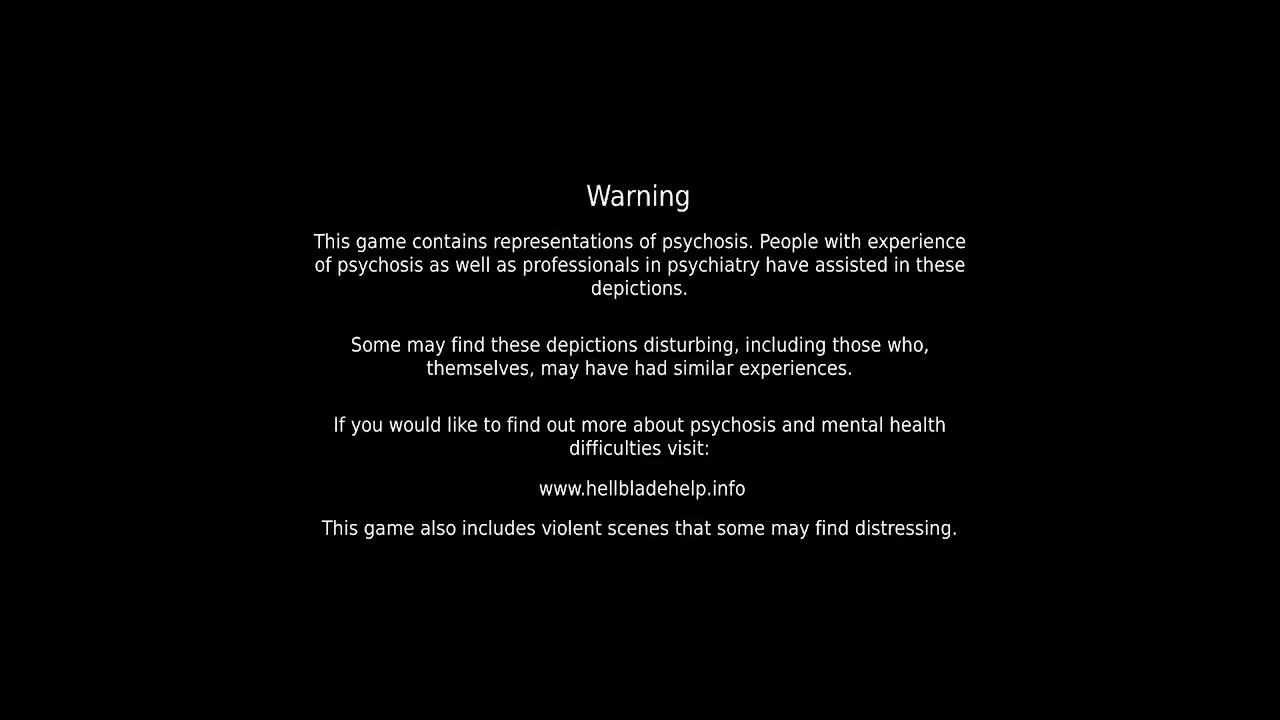 Warning
This game contains representations of psychosis. People with experience
of psychosis as well as professionals in psychiatry have assisted in these
depictions.
Some may find these depictions disturbing, including those who,
themselves, may have had similar experiences.
If you would like to find out more about psychosis and mental health
difficulties visit:
www.hellbladehelp.info
This game also includes violent scenes that some may find distressing.